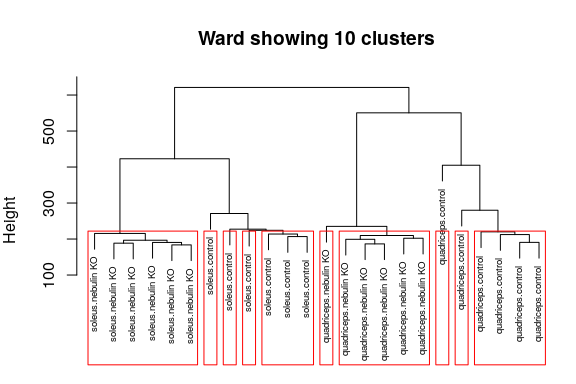 Ward showing 10 clusters
Height
500
300
100
soleus.nebulin KO
soleus.nebulin KO
soleus.nebulin KO
soleus.nebulin KO
soleus.nebulin KO
soleus.nebulin KO
soleus.control
soleus.control
soleus.control
soleus.control
soleus.control
soleus.control
quadriceps.nebulin KO
quadriceps.nebulin KO
quadriceps.nebulin KO
quadriceps.nebulin KO
quadriceps.nebulin KO
quadriceps.nebulin KO
quadriceps.control
quadriceps.control
quadriceps.control
quadriceps.control
quadriceps.control
quadriceps.control